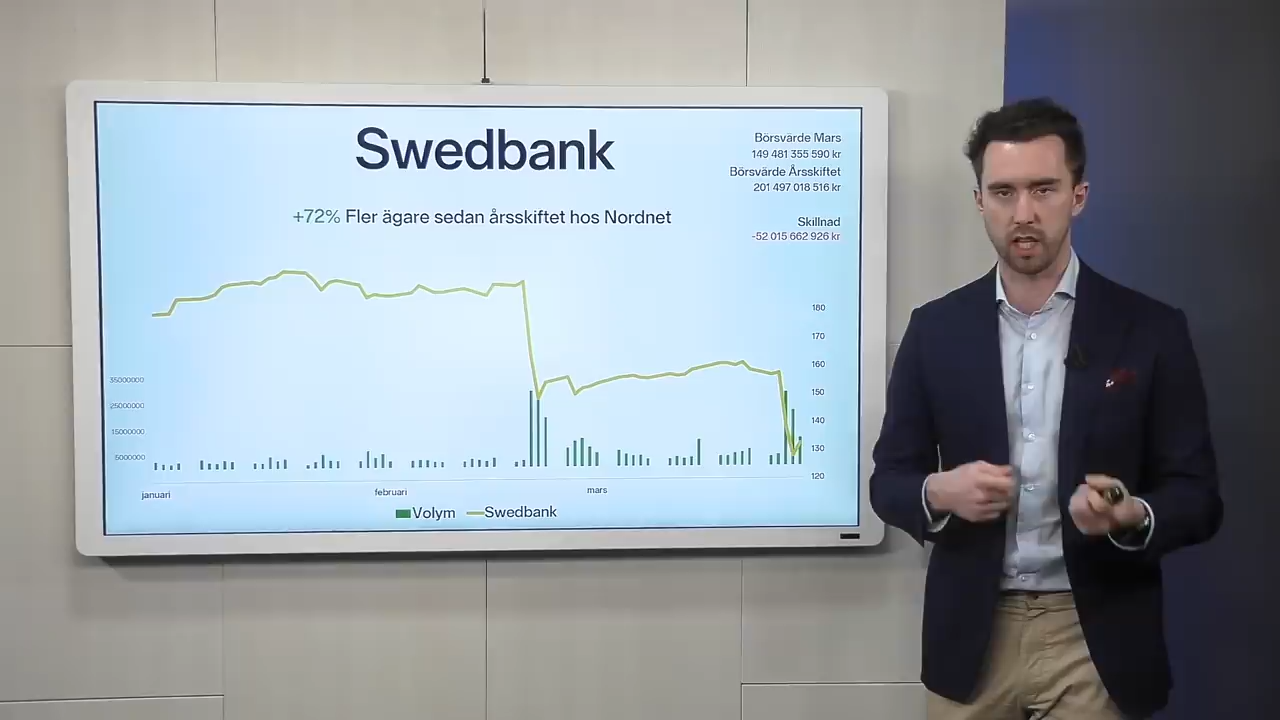 Swedbank
Börsvärde Mars
149 481 355 590 kr
Börsvärde Årsskiftet
201 497 018 516 kr
+72% Fler ägare sedan årsskiftet hos Nordnet
Skillnad
-52 015 662 926 kr
180
170
160
150
140
130
120
35000000
25000000
15000000
5000000
januari
februari
mars
Volym
Swedbank